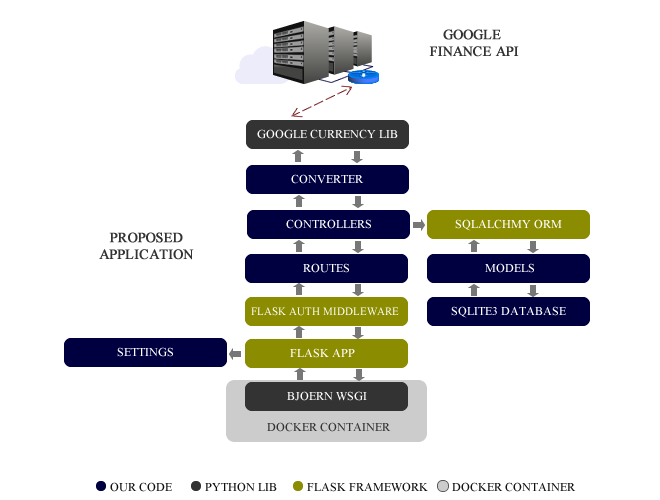 GOOGLE
FINANCE API
GOOGLE CURRENCY LIB
CONVERTER
CONTROLLERS
SQLALCHMY ORM
PROPOSED
APPLICATION
ROUTES
MODELS
FLASK AUTH MIDDLEWARE
SQLITE3 DATABASE
SETTINGS
FLASK APP
BJOERN WSGI
DOCKER CONTAINER
OUR CODE
PYTHON LIB
FLASK FRAMEWORK
DOCKER CONTAINER